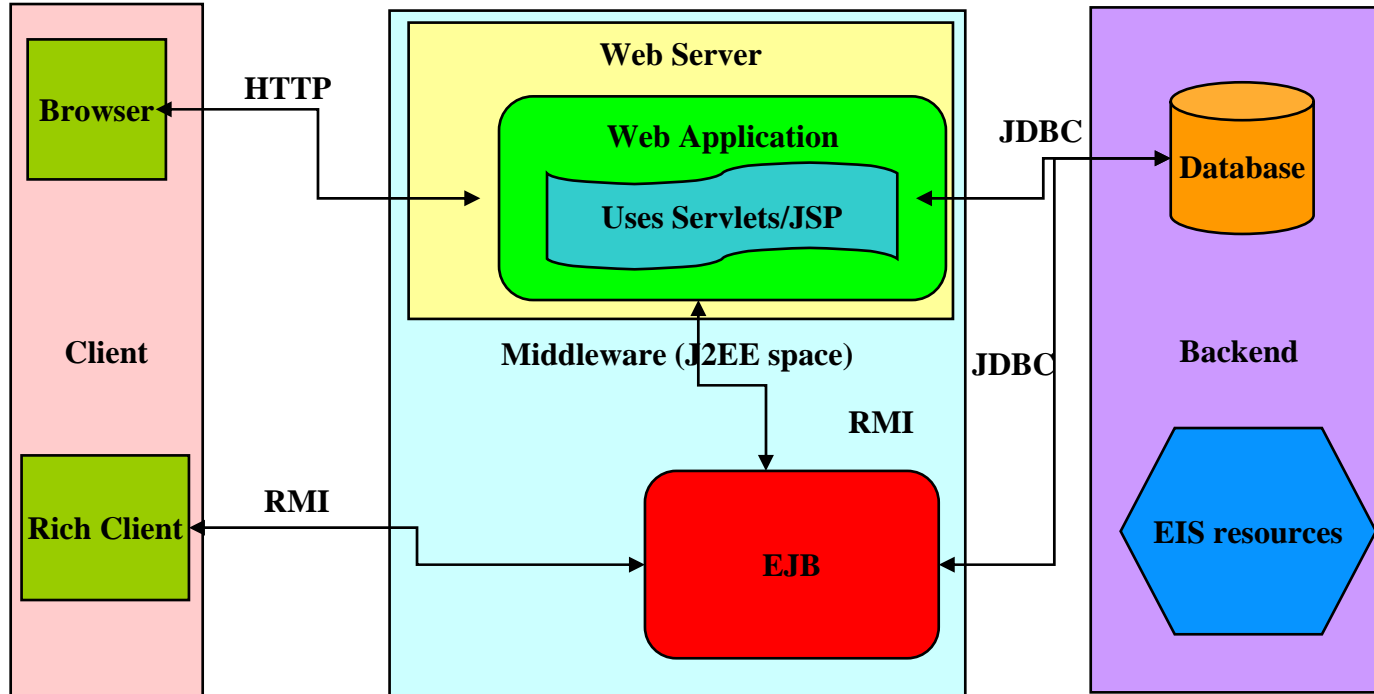 Web Server
Browser
HTTP
Web Application
JDBC
Database
Uses Servlets/JSP
Client
Middleware (J2EE space)
JDBC
Backend
RMI
Rich Client
RMI
EJB
EIS resources